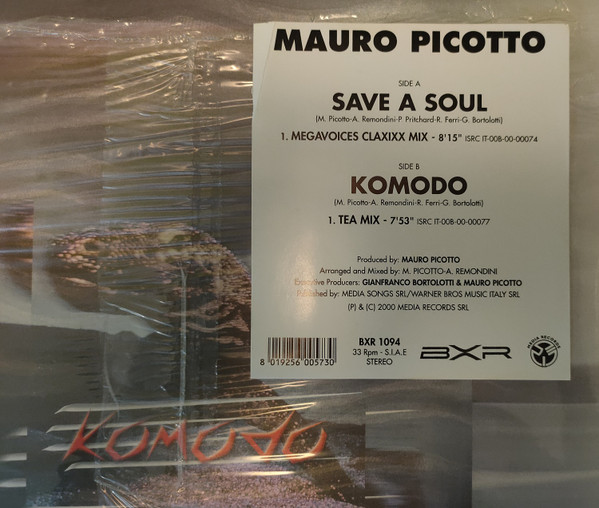 MAURO PICOTTO
SIDE A
SAVE A SOUL
(M. Picotto-A. Remondini-P Pritchard-R. Ferri-G. Bortolotti)
1. MEGAVOICES CLAXIXX MIX - 8'15" ISRC IT-00B-00-00074
SIDE B
KOMODO
(M. Picotto-A. Remondini-R. Ferri-G. Bortolotti)
1. TEA MIX - 7'53" ISRC IT-00B-00-00077
Produced by: MAURO PICOTTO
Arranged and Mixed by: M. PICOTTO-A. REMONDINI
Executive Producers: GIANFRANCO BORTOLOTTI & MAURO PICOTTO
Published by: MEDIA SONGS SRL/WARNER BROS MUSIC ITALY SRL
(P) & (C) 2000 MEDIA RECORDS SRL
8 019256 005730
BXR 1094
33 Rpm - S.I.A.E
STEREO
BXR
MEDIA RECORDS
KOMODO